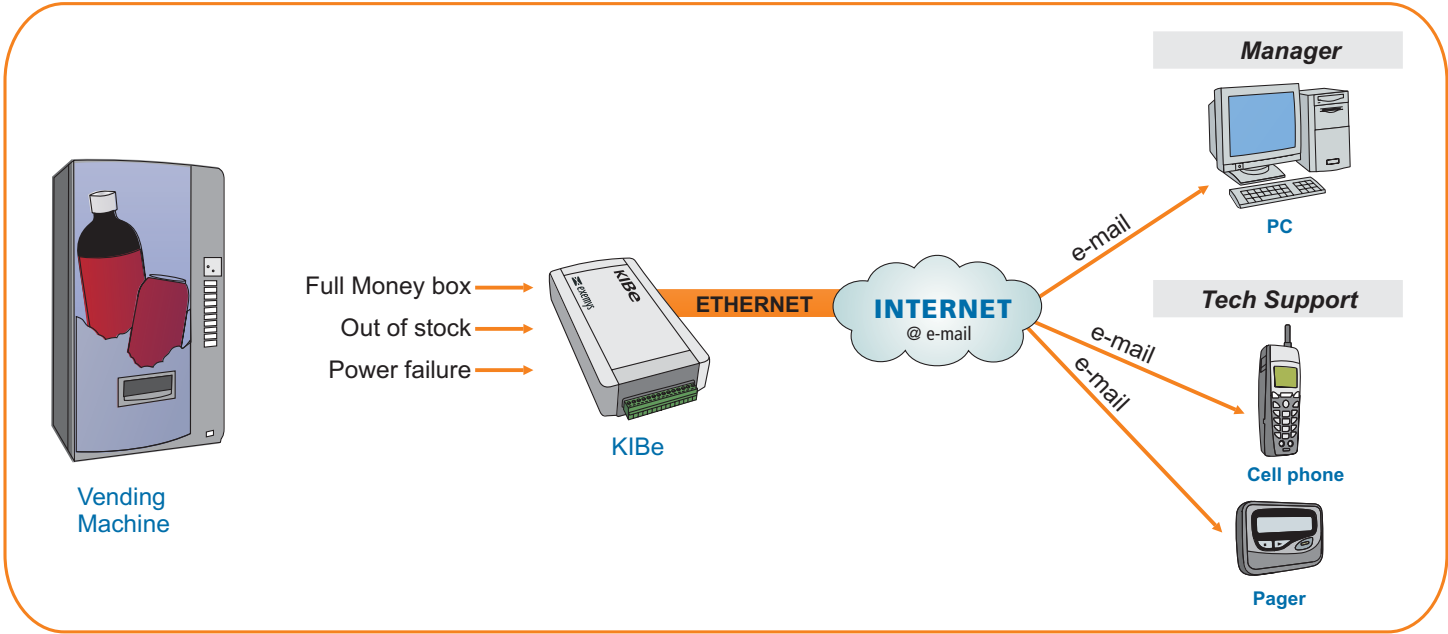 Manager
PC
e-mail
Full Money box
Out of stock
Power failure
KIBe
exemys
KIBe
ETHERNET
INTERNET
@ e-mail
Tech Support
e-mail
e-mail
Cell phone
Pager
Vending
Machine